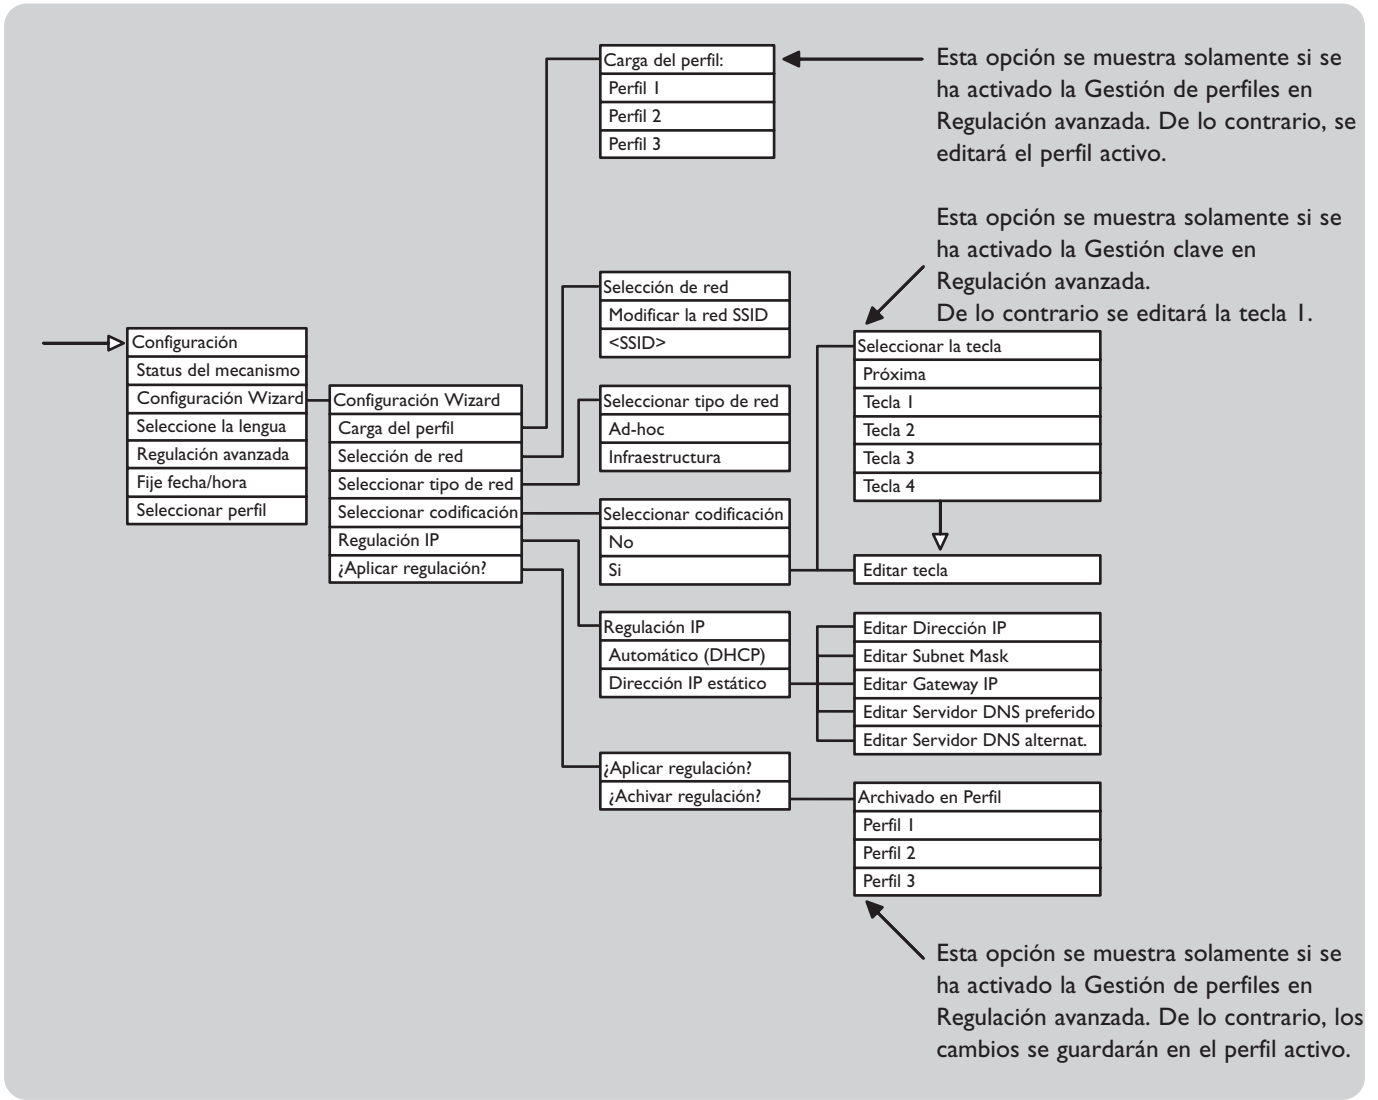 Carga del perfil:
Perfil 1
Perfil 2
Perfil 3
Esta opción se muestra solamente si se
ha activado la Gestión de perfiles en
Regulación avanzada. De lo contrario, se
editará el perfil activo.
Esta opción se muestra solamente si se
ha activado la Gestión clave en
Regulación avanzada.
De lo contrario se editará la tecla 1.
Configuración
Status del mecanismo
Configuración Wizard
Seleccione la lengua
Regulación avanzada
Fije fecha/hora
Seleccionar perfil
Configuración Wizard
Carga del perfil
Selección de red
Seleccionar tipo de red
Seleccionar codificación
Regulación IP
¿Aplicar regulación?
Selección de red
Modificar la red SSID
<SSID>
Seleccionar tipo de red
Ad-hoc
Infraestructura
Seleccionar codificación
No
Si
Seleccionar la tecla
Próxima
Tecla 1
Tecla 2
Tecla 3
Tecla 4
Editar tecla
Regulación IP
Automático (DHCP)
Dirección IP estático
Editar Dirección IP
Editar Subnet Mask
Editar Gateway IP
Editar Servidor DNS preferido
Editar Servidor DNS alternat.
¿Aplicar regulación?
¿Achivar regulación?
Archivado en Perfil
Perfil 1
Perfil 2
Perfil 3
Esta opción se muestra solamente si se
ha activado la Gestión de perfiles en
Regulación avanzada. De lo contrario, los
cambios se guardarán en el perfil activo.